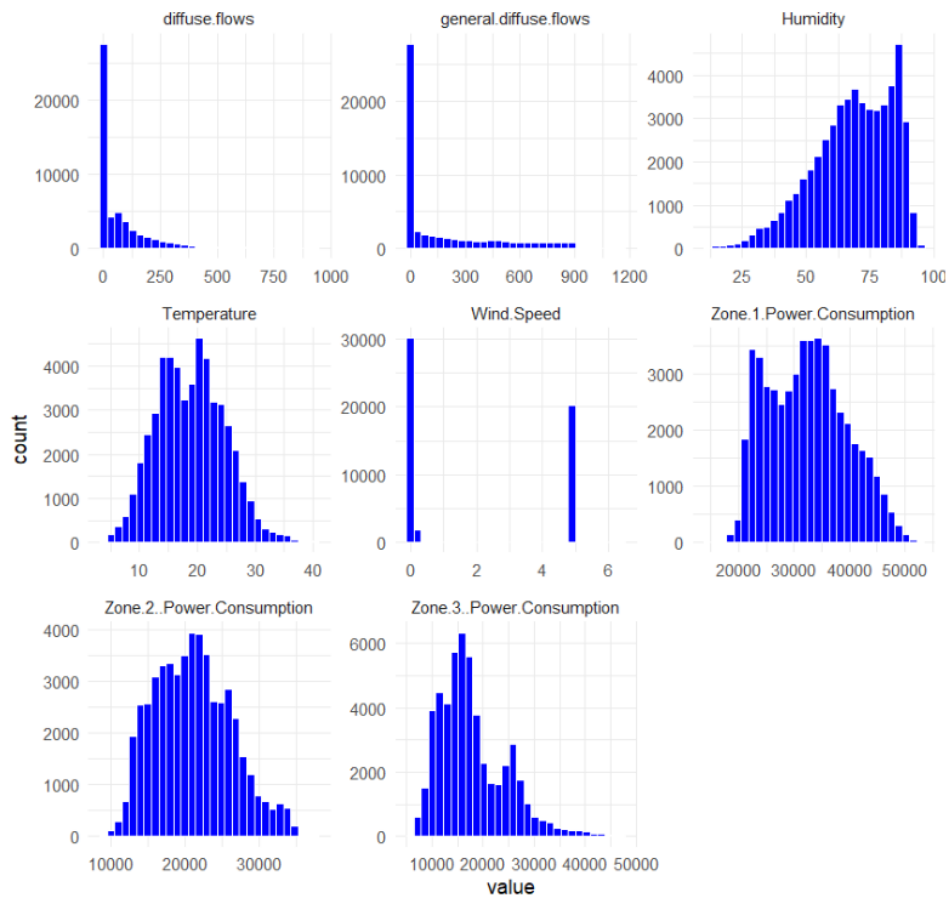 diffuse.flows general.diffuse.flows Humidity
20000 20000 4000
3000
10000 10000 2000
1000
0 0 0
0 250 500 750 1000 0 300 600 900 1200 25 50 75 100
Temperature Wind.Speed Zone.1.Power.Consumption
4000 30000 3000
3000 20000 2000
2000 10000 1000
1000
0 0 0
10 20 30 40 0 2 4 6 20000 30000 40000 50000
count
Zone.2..Power.Consumption Zone.3..Power.Consumption
4000 6000
3000 4000
2000
1000 2000
0 0
10000 20000 30000 10000 20000 30000 40000 50000
value